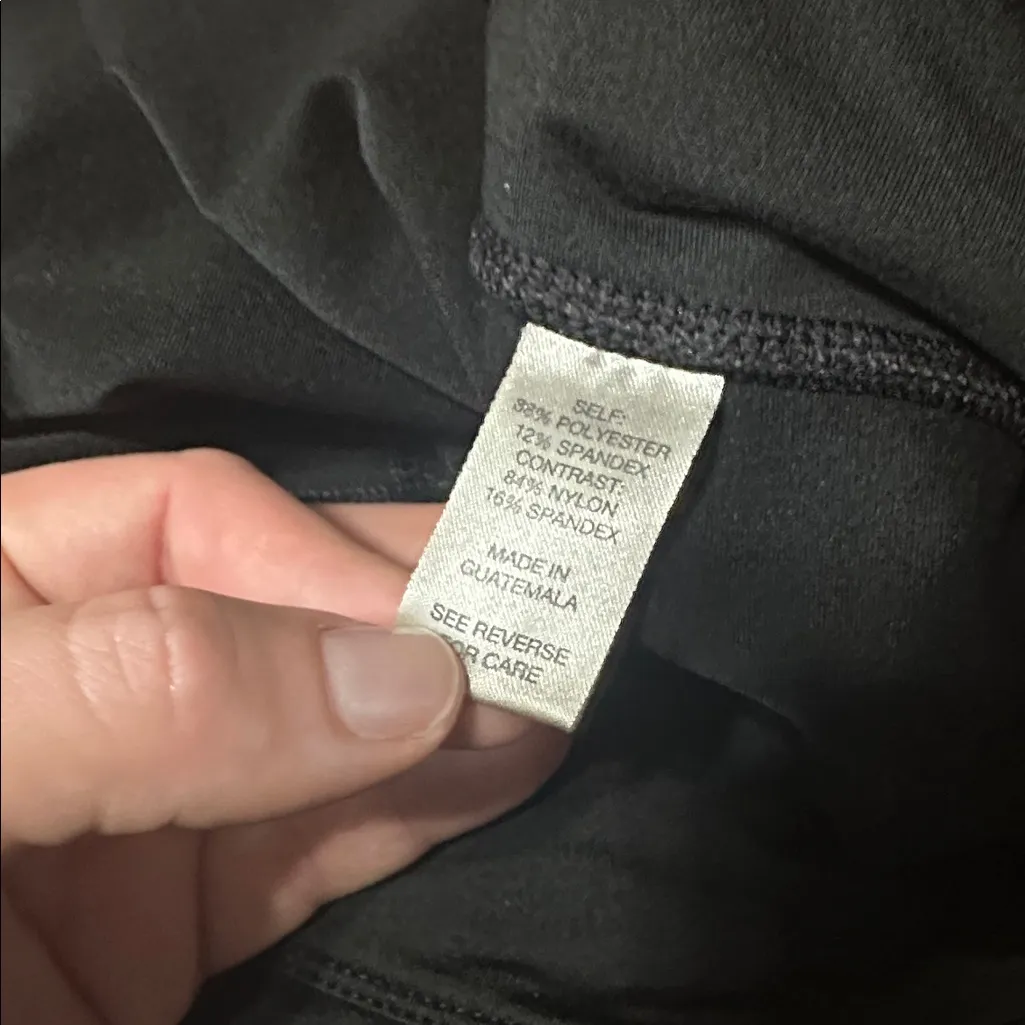 SELF:
88% POLYESTER
12% SPANDEX
CONTRAST:
84% NYLON
16% SPANDEX
MADE IN
GUATEMALA
SEE REVERSE
FOR CARE